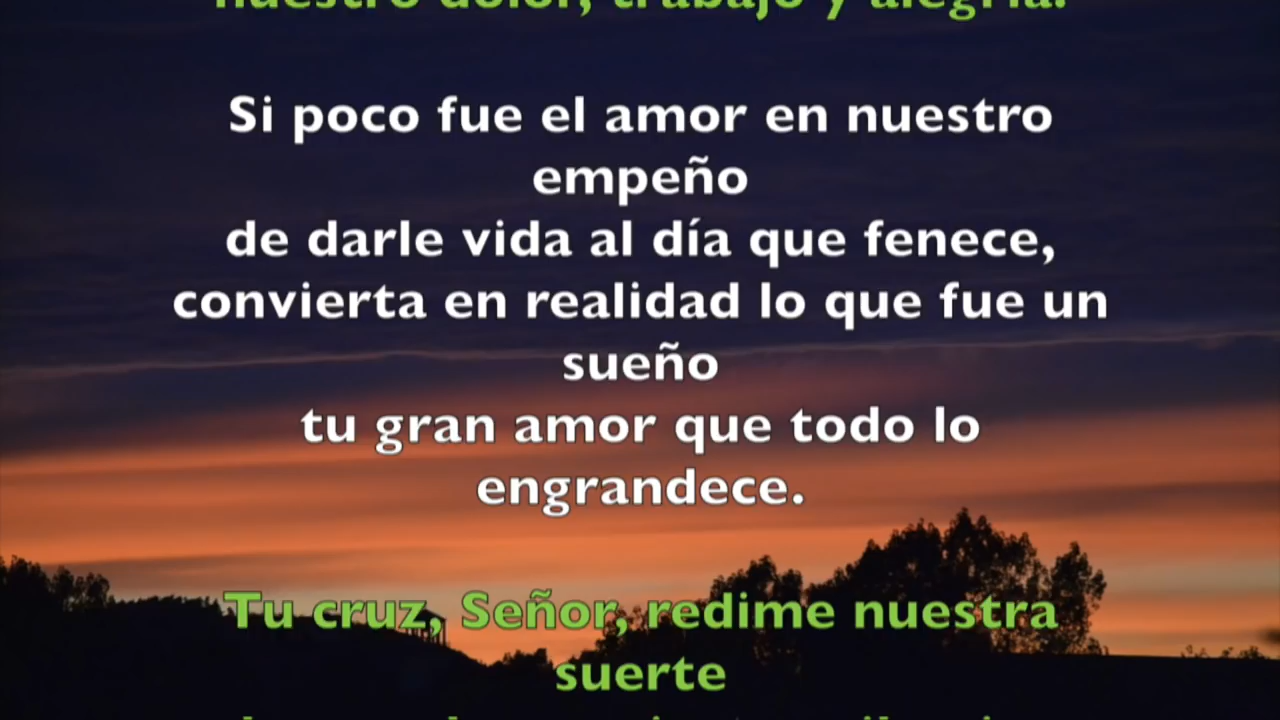 nuestro dolor, trabajo y alegría.
Si poco fue el amor en nuestro
empeño
de darle vida al día que fenece,
convierta en realidad lo que fue un
sueño
tu gran amor que todo lo
engrandece.
Tu cruz, Señor, redime nuestra
suerte